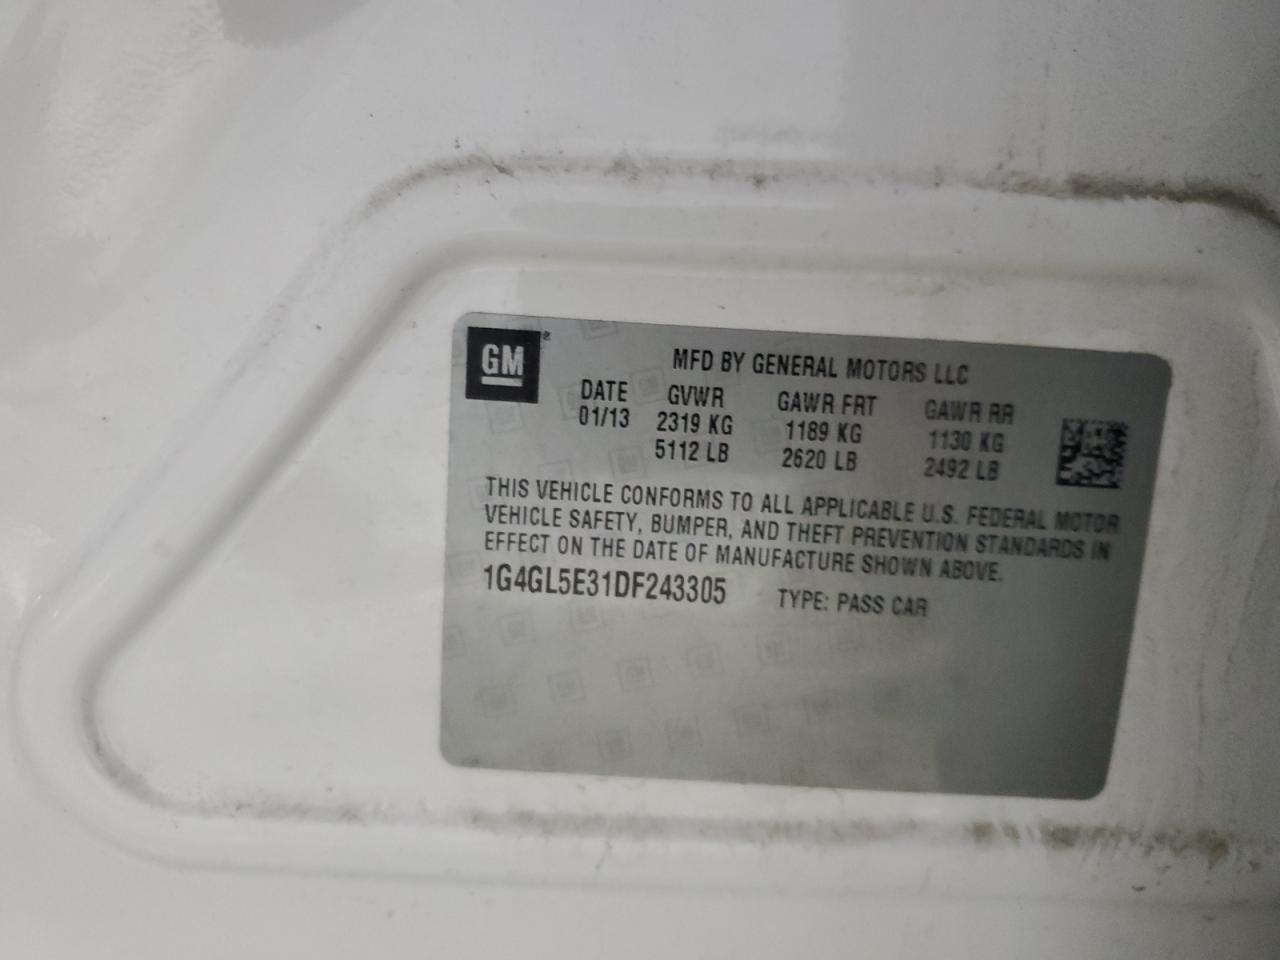 GM®
MFD BY GENERAL MOTORS LLC
DATE GVWR GAWR FRT GAWR RR
01/13 2319 KG 1189 KG 1130 KG
5112 LB 2620 LB 2492 LB
THIS VEHICLE CONFORMS TO ALL APPLICABLE U.S. FEDERAL MOTOR
VEHICLE SAFETY, BUMPER, AND THEFT PREVENTION STANDARDS IN
EFFECT ON THE DATE OF MANUFACTURE SHOWN ABOVE.
1G4GL5E31DF243305 TYPE: PASS CAR